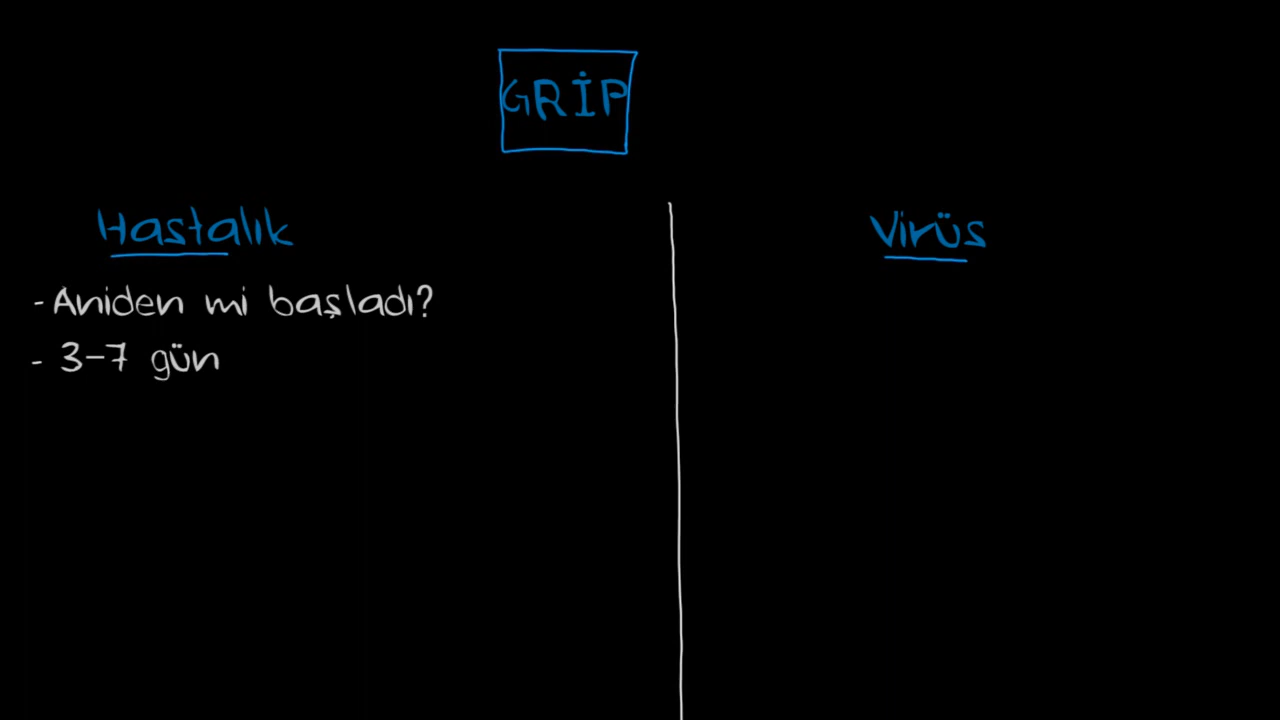 GRİP
Hastalık
- Aniden mi başladı?
- 3-7 gün
Virüs